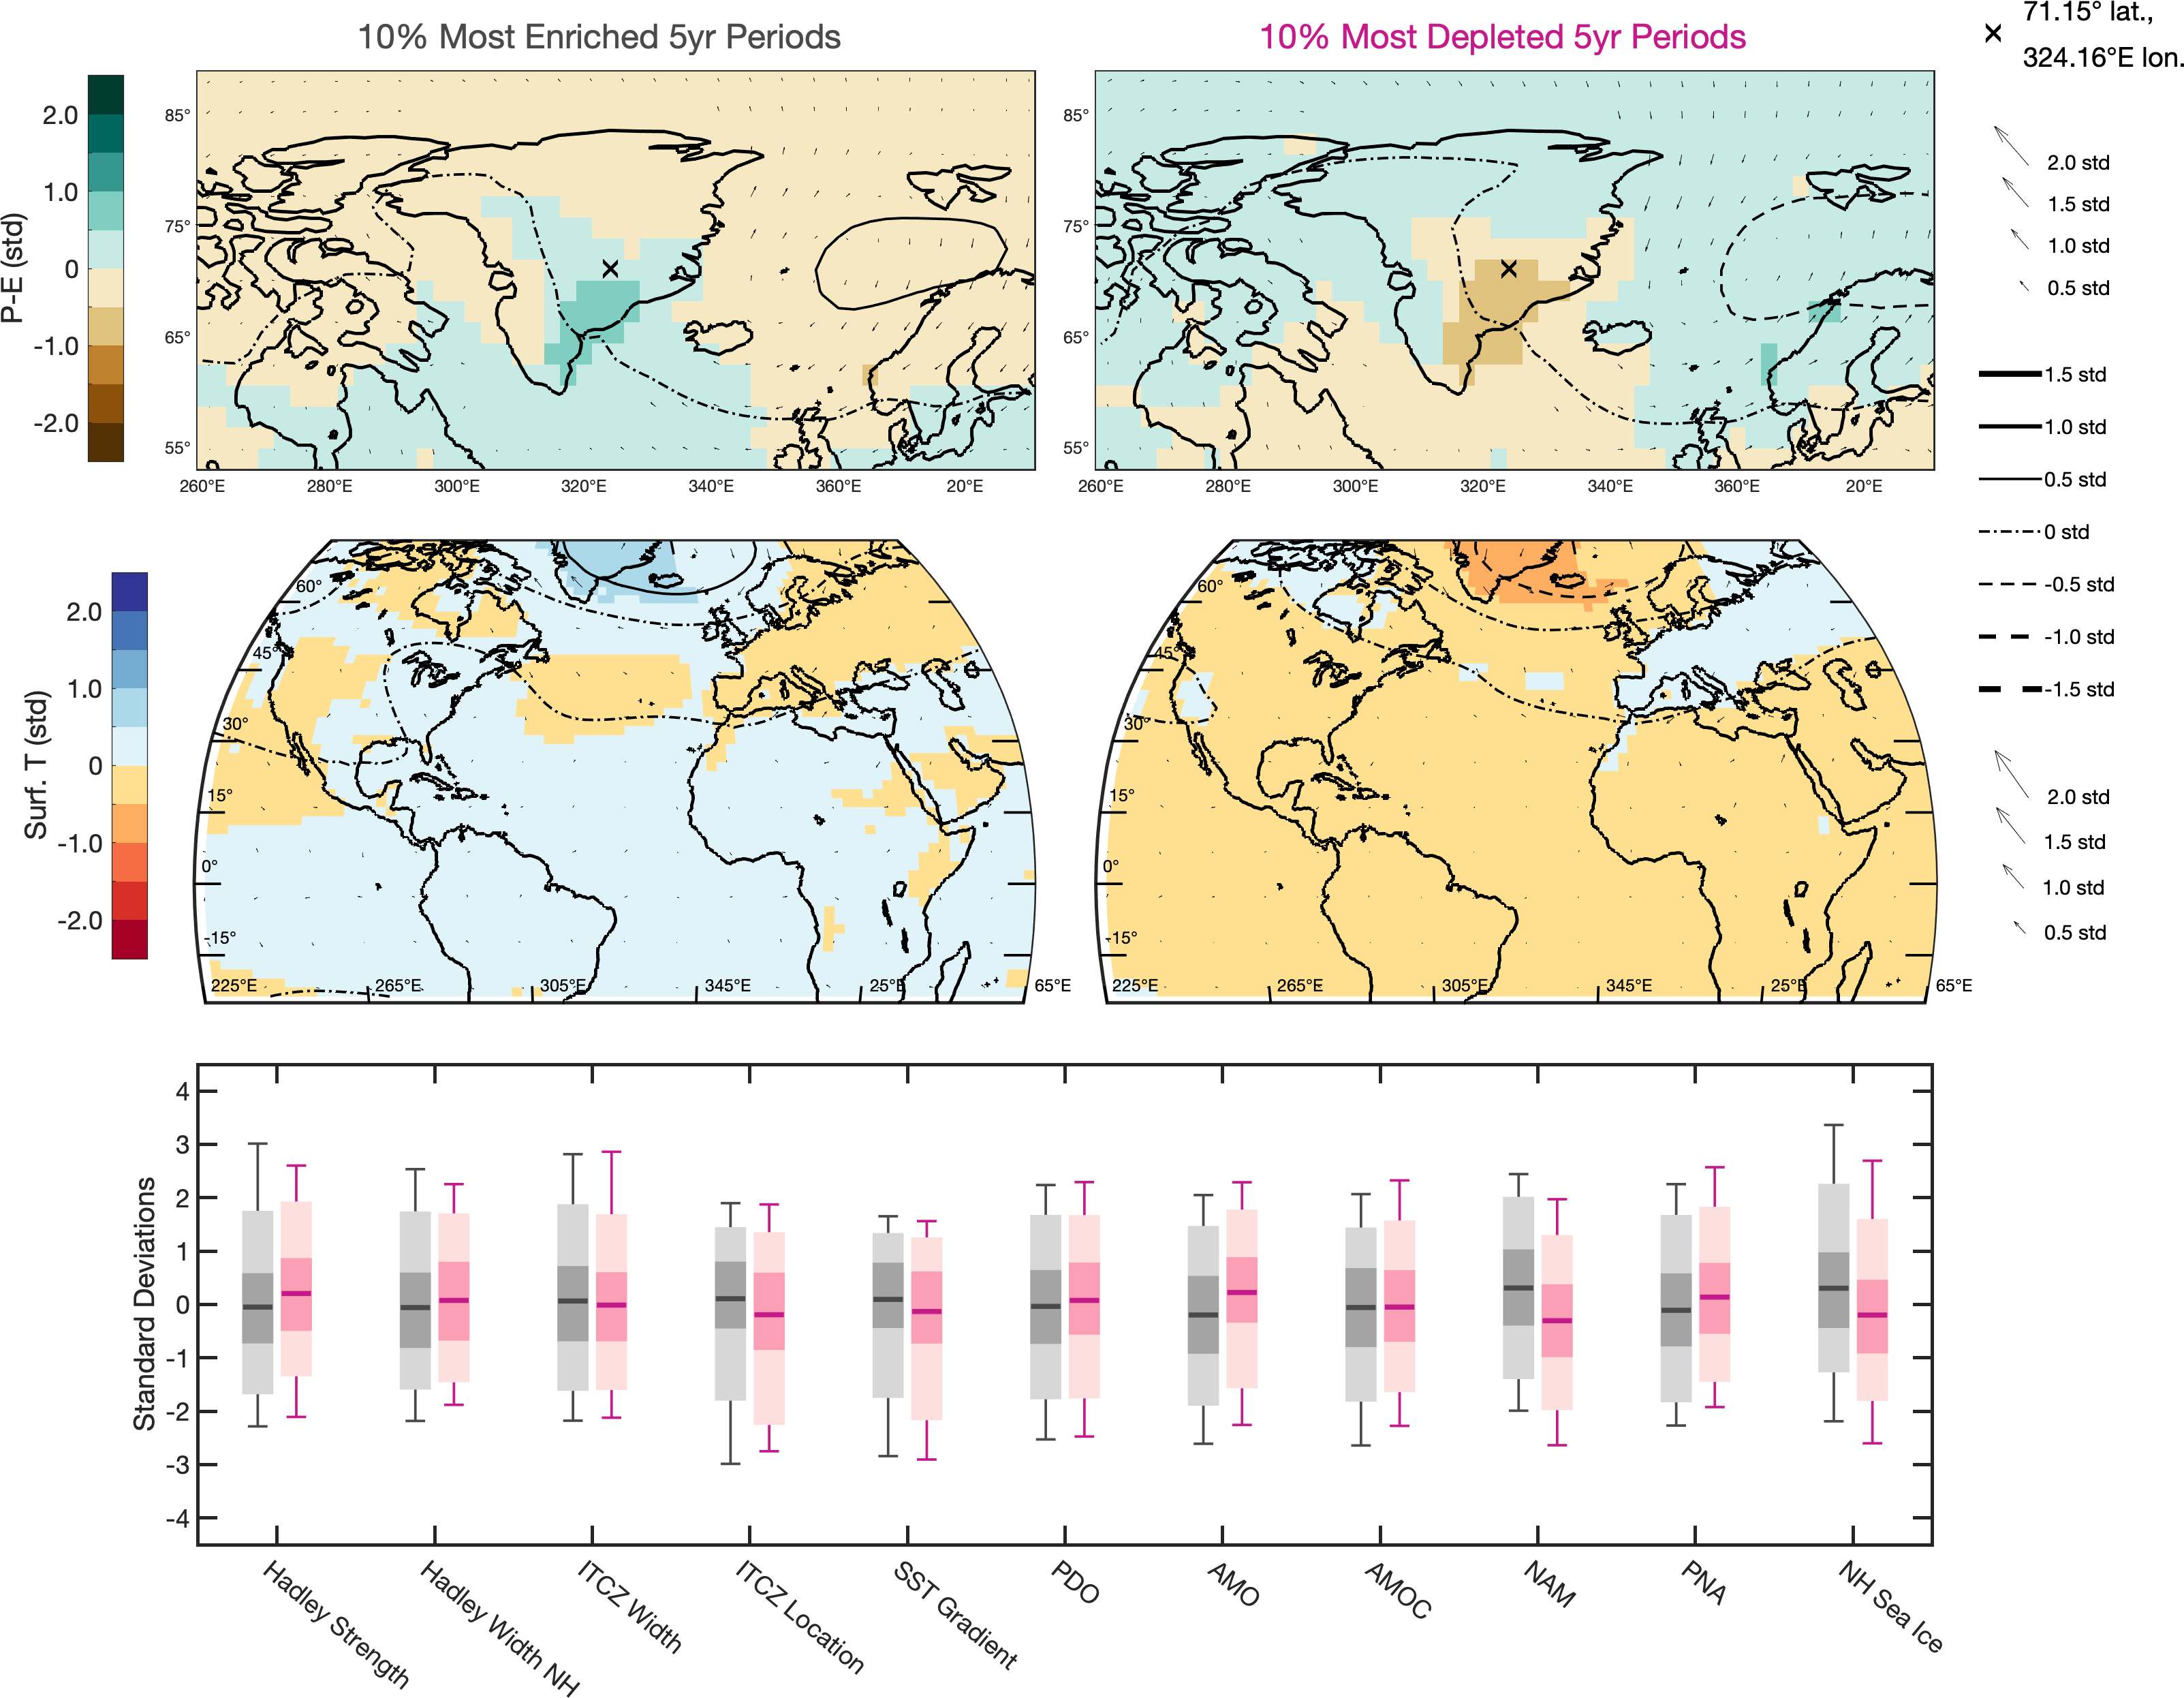 10% Most Enriched 5yr Periods
10% Most Depleted 5yr Periods
71.15° lat.,
324.16°E lon.
P-E (std)
2.0
1.0
0
-1.0
-2.0
85°
75°
65°
55°
260°E 280°E 300°E 320°E 340°E 360°E 20°E
85°
75°
65°
55°
260°E 280°E 300°E 320°E 340°E 360°E 20°E
2.0 std
1.5 std
1.0 std
0.5 std
1.5 std
1.0 std
0.5 std
0 std
-0.5 std
-1.0 std
-1.5 std
Surf. T (std)
2.0
1.0
0
-1.0
-2.0
60°
45°
30°
15°
0°
-15°
225°E 265°E 305°E 345°E 25°E 65°E
60°
45°
30°
15°
0°
-15°
225°E 265°E 305°E 345°E 25°E 65°E
2.0 std
1.5 std
1.0 std
0.5 std
Standard Deviations
4
3
2
1
0
-1
-2
-3
-4
Hadley Strength
Hadley Width NH
ITCZ Width
ITCZ Location
SST Gradient
PDO
AMO
AMOC
NAM
PNA
NH Sea Ice